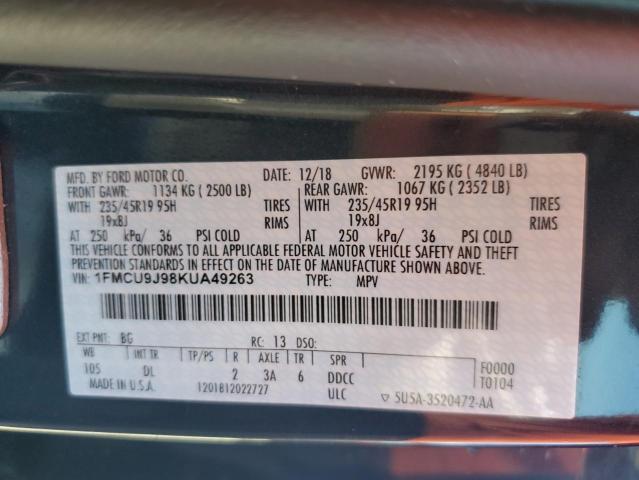 MFD. BY FORD MOTOR CO. DATE: 12/18 GVWR: 2195 KG ( 4840 LB)
FRONT GAWR: 1134 KG ( 2500 LB) REAR GAWR: 1067 KG ( 2352 LB)
WITH 235/45R19 95H TIRES WITH 235/45R19 95H TIRES
19x8J RIMS 19x8J RIMS
AT 250 kPa/ 36 PSI COLD AT 250 kPa/ 36 PSI COLD
THIS VEHICLE CONFORMS TO ALL APPLICABLE FEDERAL MOTOR VEHICLE SAFETY AND THEFT
PREVENTION STANDARDS IN EFFECT ON THE DATE OF MANUFACTURE SHOWN ABOVE.
VIN: 1FMCU9J98KUA49263 TYPE: MPV
EXT PNT: BG RC: 13 DSO:
WB INT TR TP/PS R AXLE TR SPR F0000
105 DL 2 3A 6 DDCC T0104
MADE IN U.S.A. 1201812022727 ULC ▽ 5U5A-3520472-AA